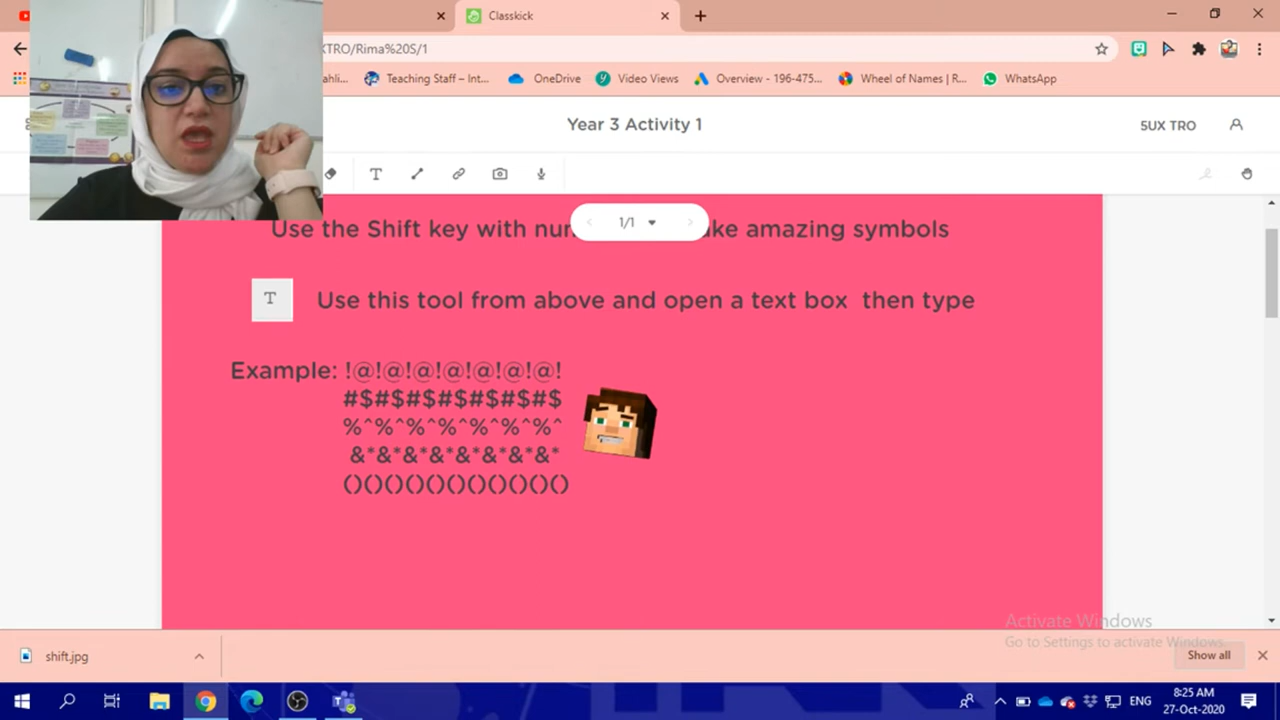 Classkick
XTRO/Rima%20S/1
ahli...
Teaching Staff – Int...
OneDrive
Video Views
Overview - 196-475...
Wheel of Names | R...
WhatsApp
Year 3 Activity 1
5UX TRO
T
1/1
Use the Shift key with amazing symbols
T
Use this tool from above and open a text box then type
Example: !@!@!@!@!@!@!@!
#$#$#$#$#$#$#$
%^%^%^%^%^%^%^
&*&*&*&*&*&*&*&*
()()()()()()()()()()()
Activate Windows
Go to Settings to activate Windows.
shift.jpg
Show all
ENG
8:25 AM
27-Oct-2020